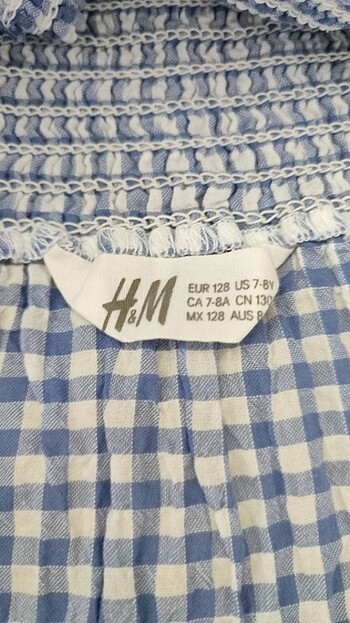 H&M
EUR 128 US 7-8Y
CA 7-8A CN 130
MX 128 AUS 8